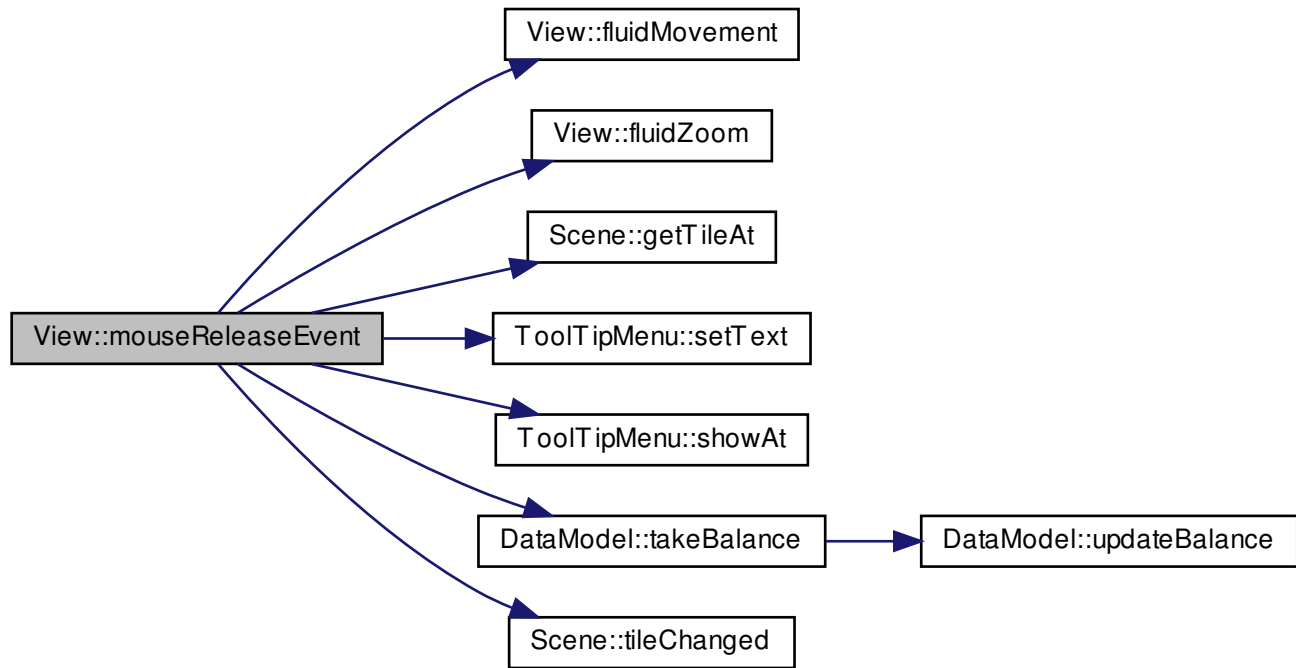 View::fluidMovement
View::fluidZoom
Scene::getTileAt
View::mouseReleaseEvent
ToolTipMenu::setText
ToolTipMenu::showAt
DataModel::takeBalance
DataModel::updateBalance
Scene::tileChanged